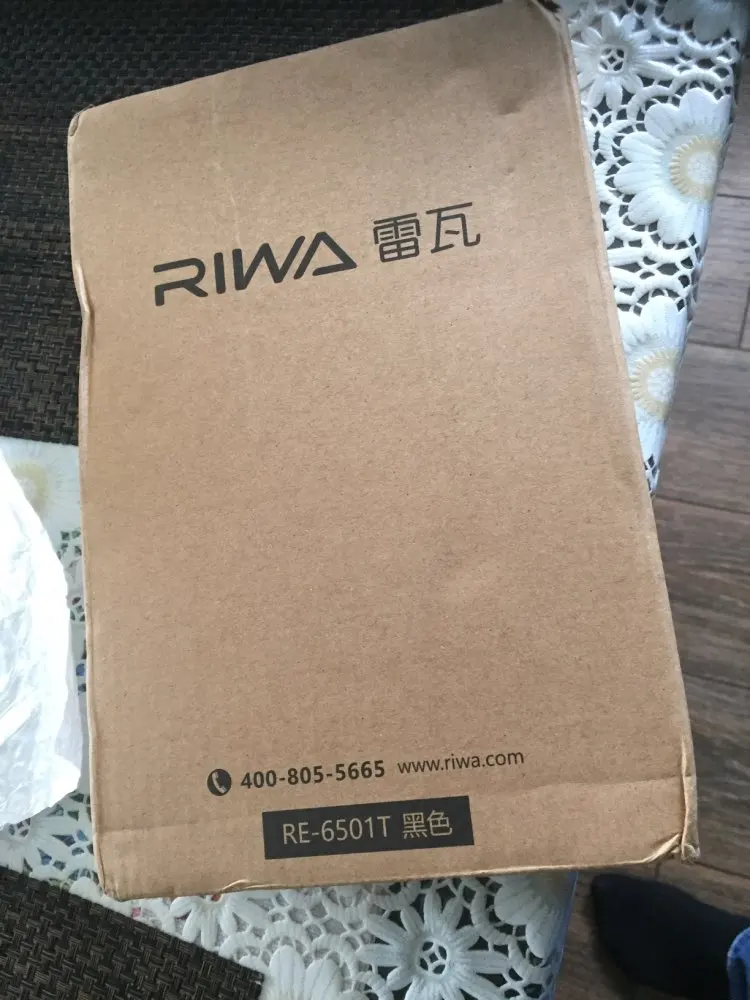 RIWA 雷瓦
400-805-5665 www.riwa.com
RE-6501T 黑色